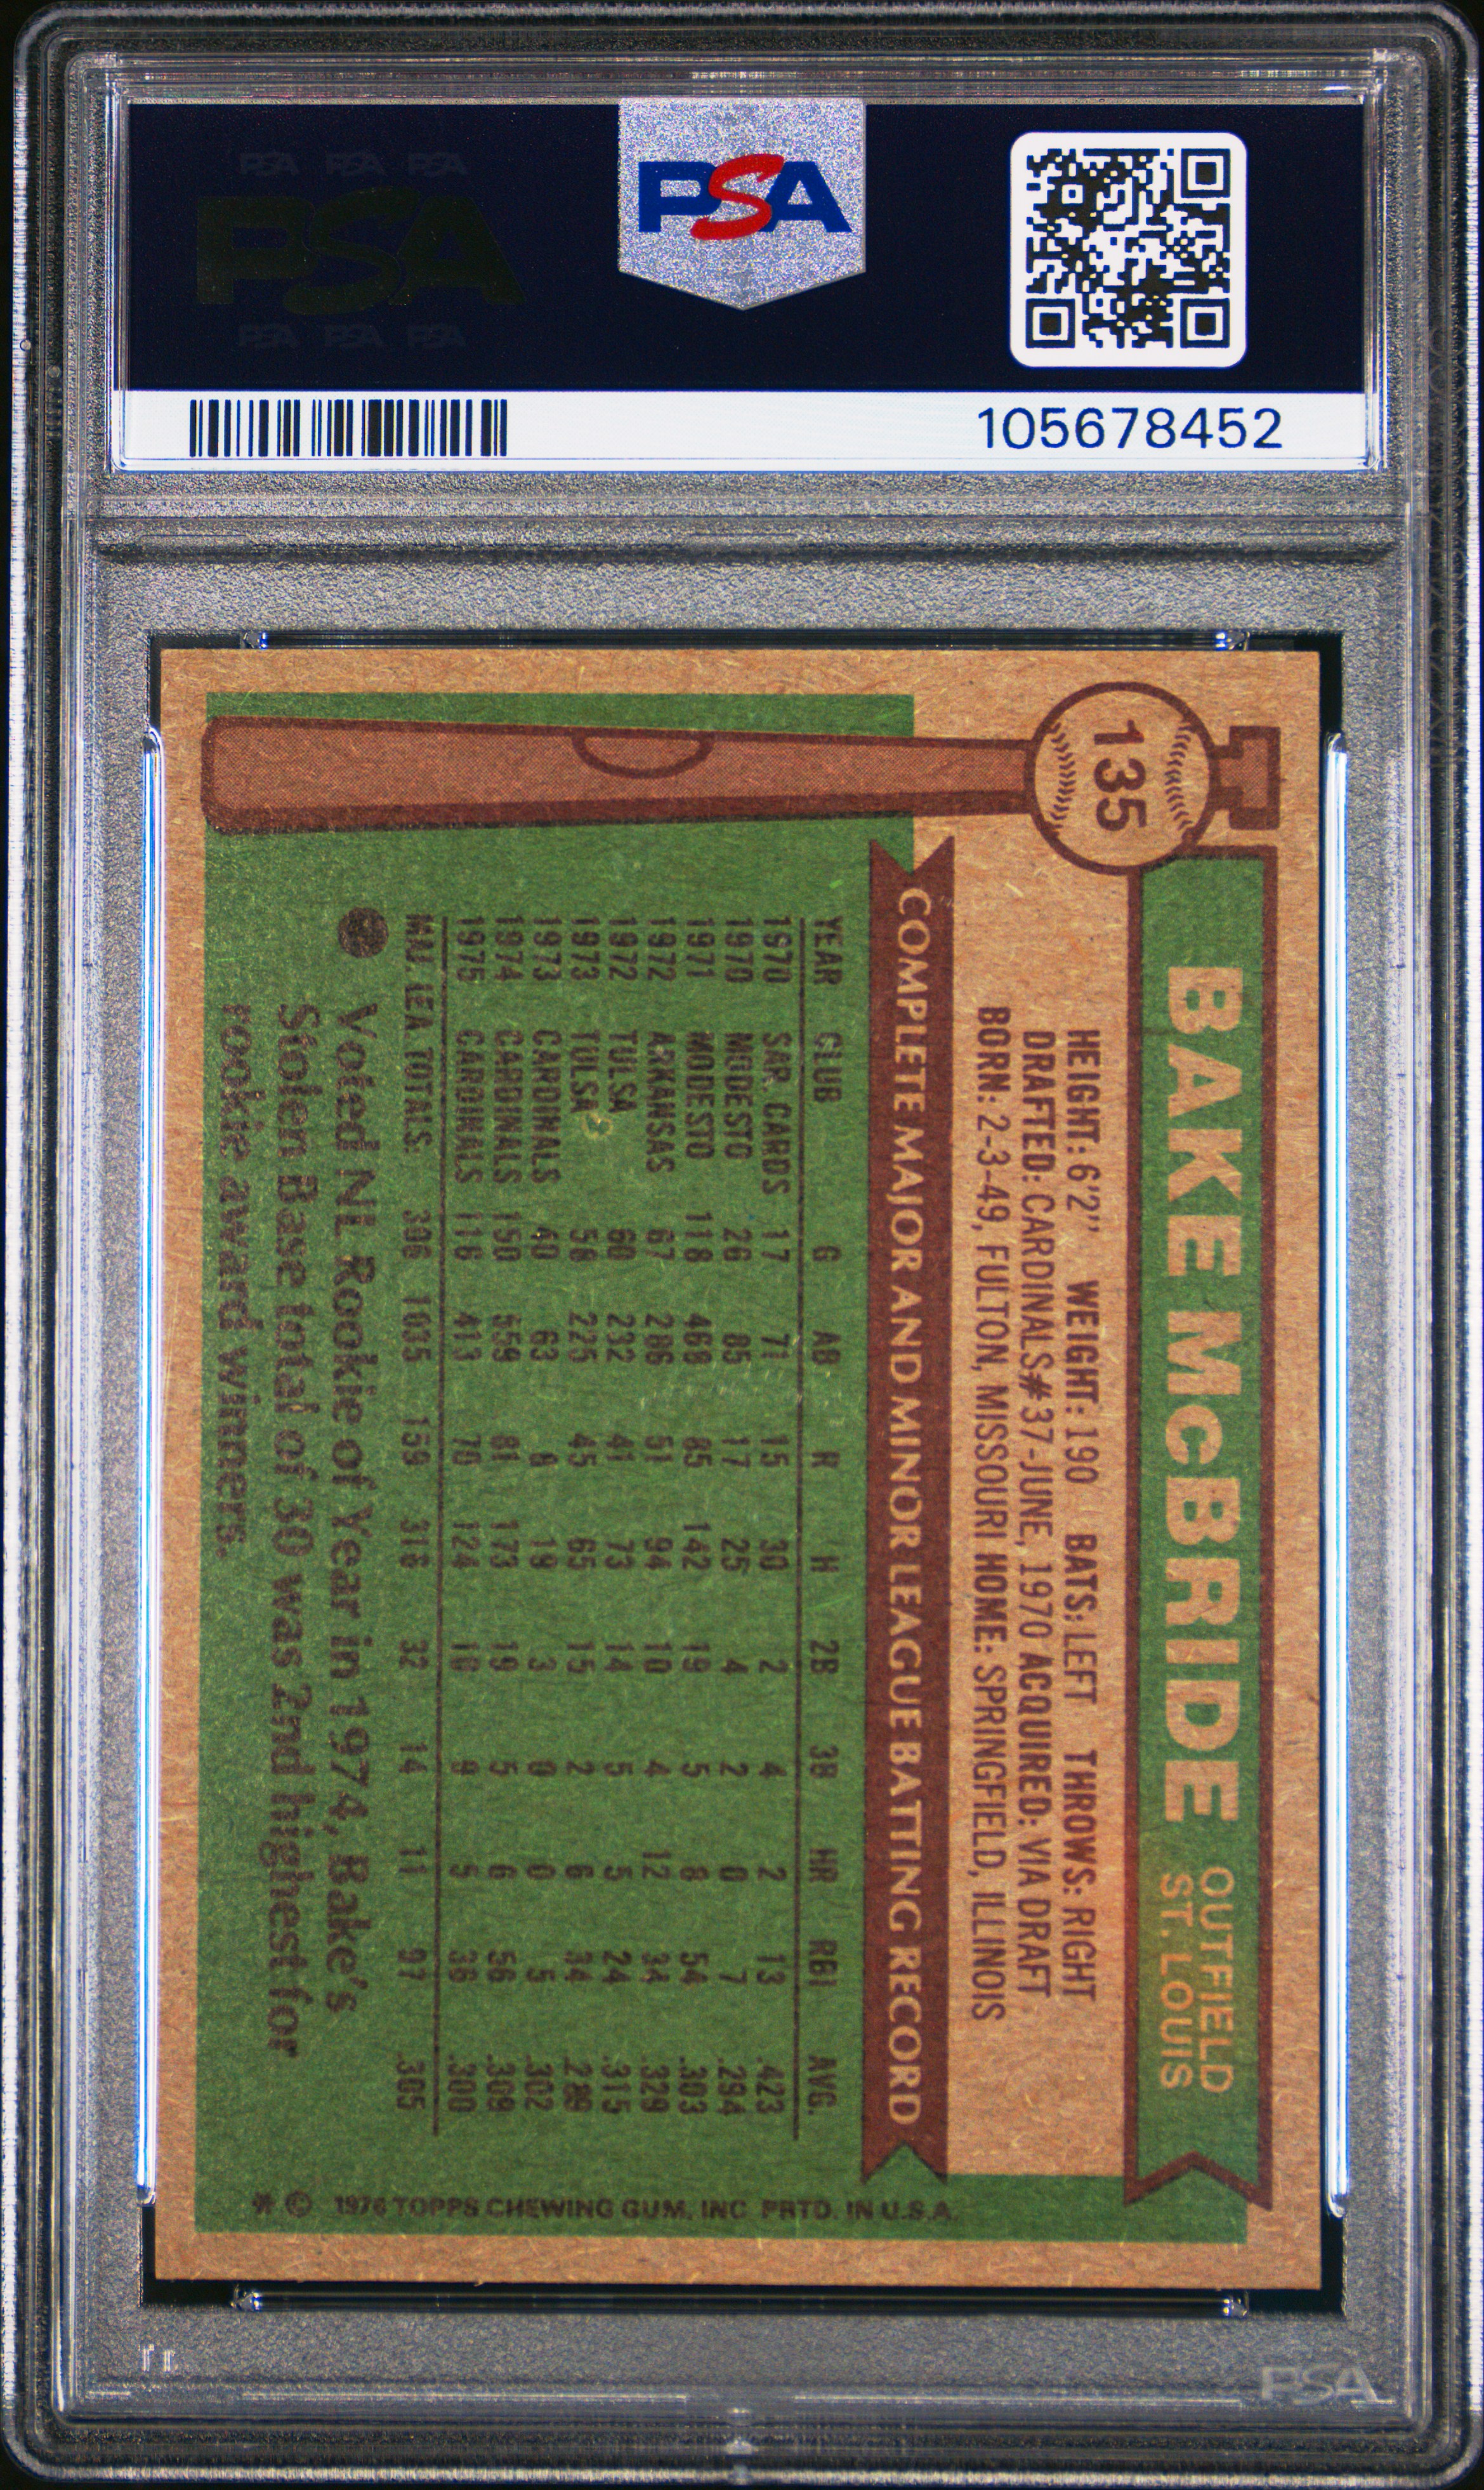 PSA PSA PSA
PSA
PSA PSA PSA
PSA
105678452
135
BAKE McBRIDE
OUTFIELD
ST. LOUIS
HEIGHT: 6'2" WEIGHT: 190 BATS: LEFT THROWS: RIGHT
DRAFTED: CARDINALS#37-JUNE, 1970 ACQUIRED: VIA DRAFT
BORN: 2-3-49, FULTON, MISSOURI HOME: SPRINGFIELD, ILLINOIS
COMPLETE MAJOR AND MINOR LEAGUE BATTING RECORD
YEAR CLUB G AB R H 2B 3B HR RBI AVG.
1970 SAR. CARDS 17 71 15 30 2 4 2 13 .423
1970 MODESTO 26 85 17 25 4 2 0 7 .294
1971 MODESTO 118 468 85 142 19 5 8 54 .303
1972 ARKANSAS 67 286 51 94 10 4 12 34 .329
1972 TULSA 60 232 41 73 14 5 5 24 .315
1973 TULSA 58 225 45 65 15 2 6 34 .289
1973 CARDINALS 40 63 8 19 3 0 0 5 .302
1974 CARDINALS 150 559 81 173 19 5 6 56 .309
1975 CARDINALS 116 413 70 124 10 9 5 36 .300
MAJ. LEA. TOTALS: 306 1035 159 316 32 14 11 97 .305
Voted NL Rookie of Year in 1974, Bake's
Stolen Base total of 30 was 2nd highest for
rookie award winners.
© 1976 TOPPS CHEWING GUM, INC. PRTD. IN U.S.A.
PSA